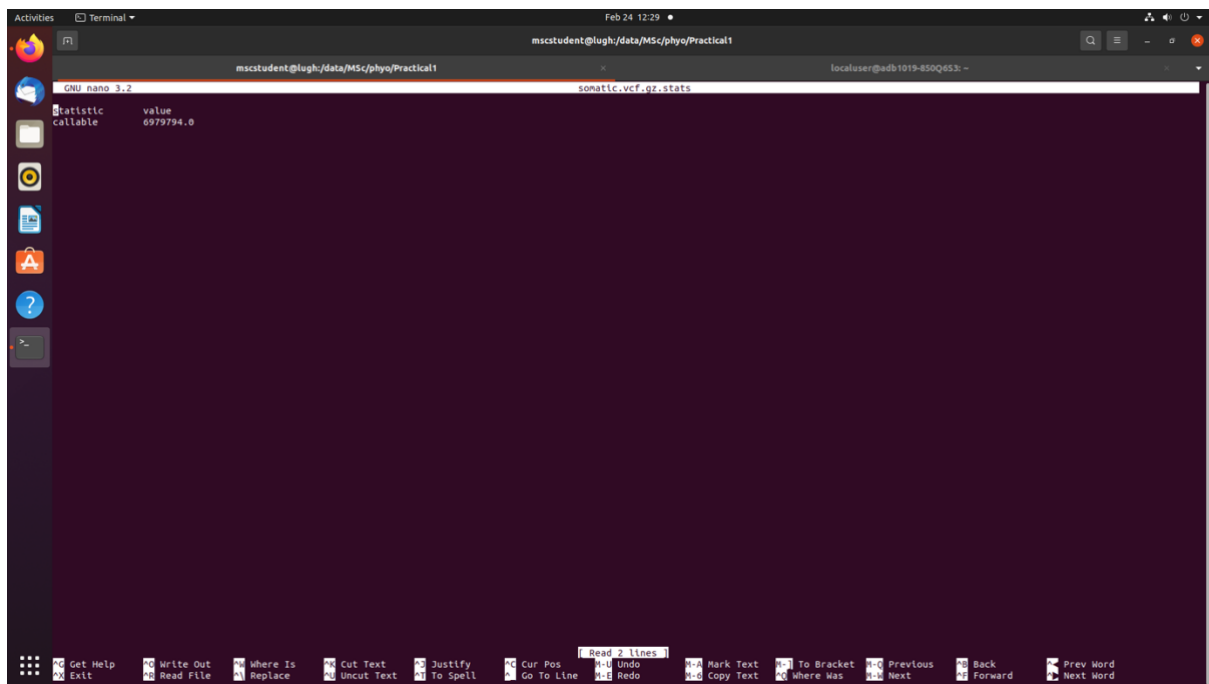 Activities Terminal Feb 24 12:29
mscstudent@lugh:/data/MSc/phyo/Practical1
mscstudent@lugh:/data/MSc/phyo/Practical1 × localuser@adb1019-850Q6S3: ~ ×
GNU nano 3.2 somatic.vcf.gz.stats
statistic value
callable 6979794.0
[ Read 2 lines ]
^G Get Help ^O Write Out ^W Where Is ^K Cut Text ^J Justify ^C Cur Pos M-U Undo M-A Mark Text M-] To Bracket M-Q Previous ^B Back ^◀ Prev Word
^X Exit ^R Read File ^\ Replace ^U Uncut Text ^T To Spell ^_ Go To Line M-E Redo M-6 Copy Text ^Q Where Was M-W Next ^F Forward ^▶ Next Word